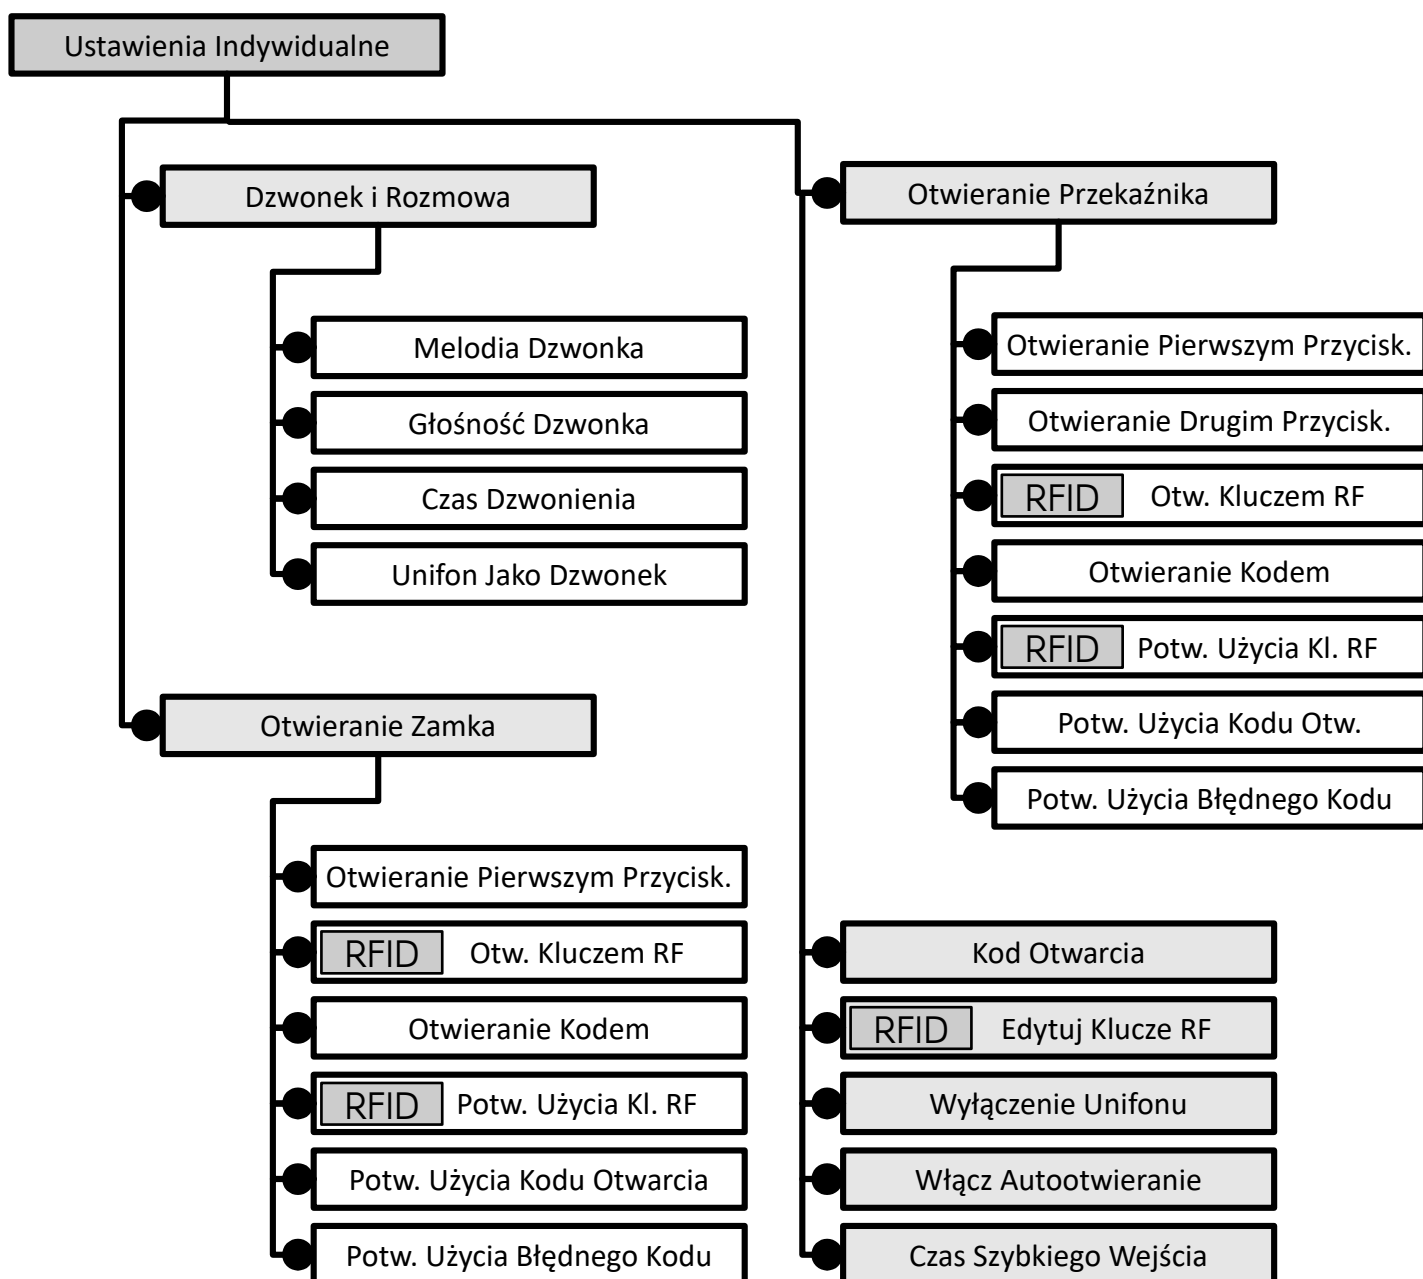 Ustawienia Indywidualne
Dzwonek i Rozmowa
Melodia Dzwonka
Głośność Dzwonka
Czas Dzwonienia
Unifon Jako Dzwonek
Otwieranie Zamka
Otwieranie Pierwszym Przycisk.
RFID Otw. Kluczem RF
Otwieranie Kodem
RFID Potw. Użycia Kl. RF
Potw. Użycia Kodu Otwarcia
Potw. Użycia Błędnego Kodu
Otwieranie Przekaźnika
Otwieranie Pierwszym Przycisk.
Otwieranie Drugim Przycisk.
RFID Otw. Kluczem RF
Otwieranie Kodem
RFID Potw. Użycia Kl. RF
Potw. Użycia Kodu Otw.
Potw. Użycia Błędnego Kodu
Kod Otwarcia
RFID Edytuj Klucze RF
Wyłączenie Unifonu
Włącz Autootwieranie
Czas Szybkiego Wejścia